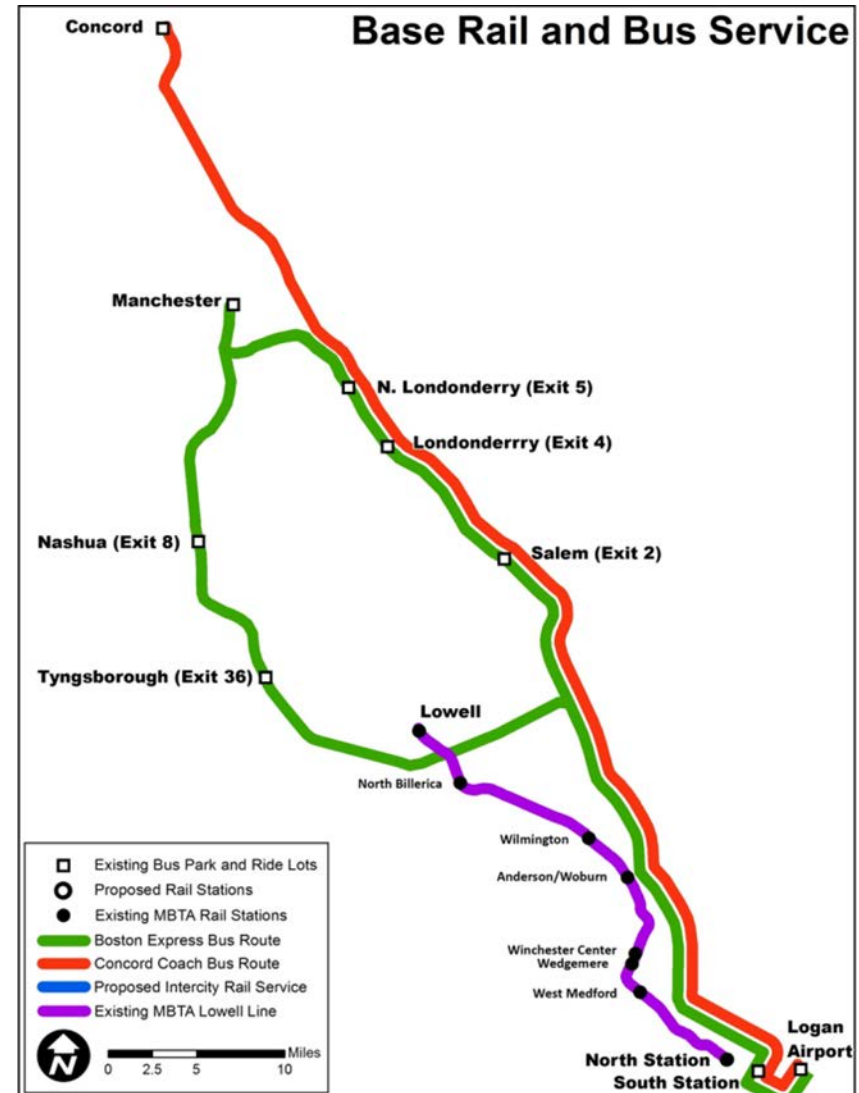 Concord
Base Rail and Bus Service
Manchester
N. Londonderry (Exit 5)
Londonderrry (Exit 4)
Nashua (Exit 8)
Salem (Exit 2)
Tyngsborough (Exit 36)
Lowell
North Billerica
Wilmington
Anderson/Woburn
Winchester Center
Wedgemere
West Medford
Logan
Airport
North Station
South Station
Existing Bus Park and Ride Lots
Proposed Rail Stations
Existing MBTA Rail Stations
Boston Express Bus Route
Concord Coach Bus Route
Proposed Intercity Rail Service
Existing MBTA Lowell Line
N
Miles
0 2.5 5 10